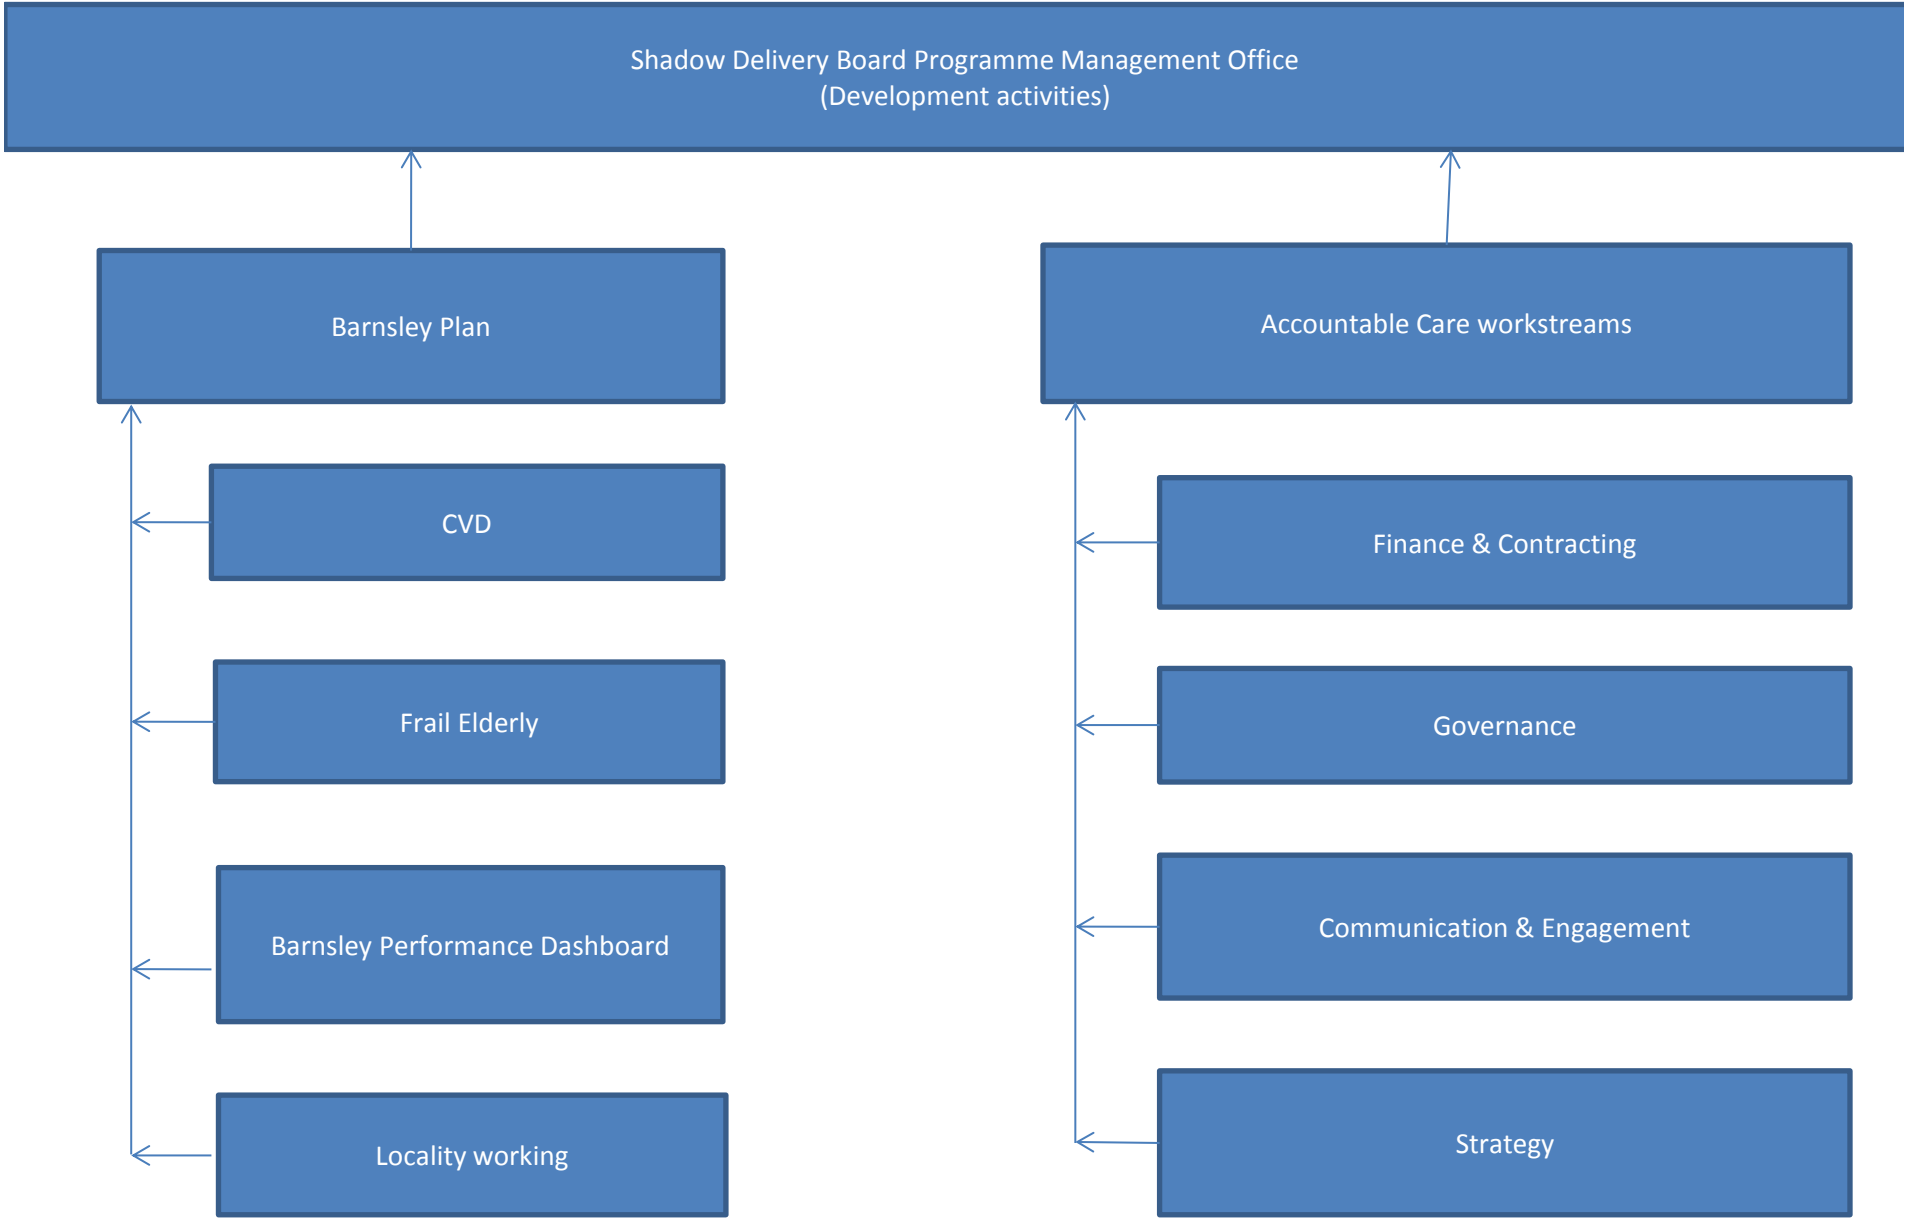 Shadow Delivery Board Programme Management Office
(Development activities)
Barnsley Plan
CVD
Frail Elderly
Barnsley Performance Dashboard
Locality working
Accountable Care workstreams
Finance & Contracting
Governance
Communication & Engagement
Strategy